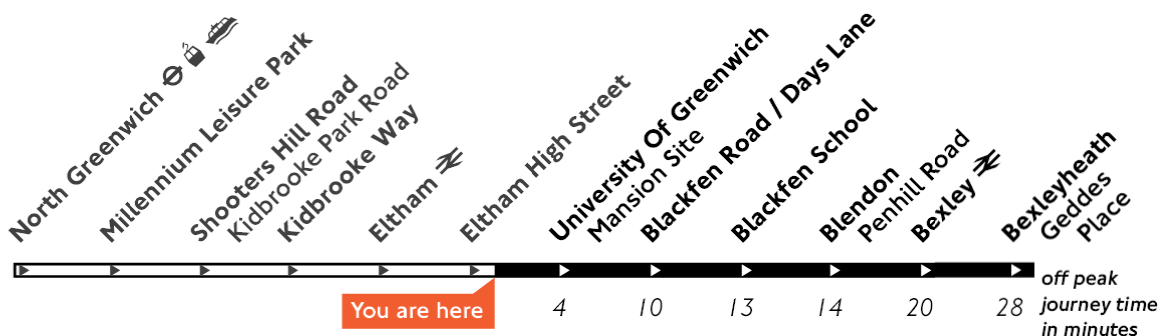 North Greenwich
Millennium Leisure Park
Shooters Hill Road
Kidbrooke Park Road
Kidbrooke Way
Eltham
Eltham High Street
University Of Greenwich
Mansion Site
Blackfen Road / Days Lane
Blackfen School
Blendon
Penhill Road
Bexley
Bexleyheath
Geddes
Place
You are here
4 10 13 14 20 28
off peak
journey time
in minutes